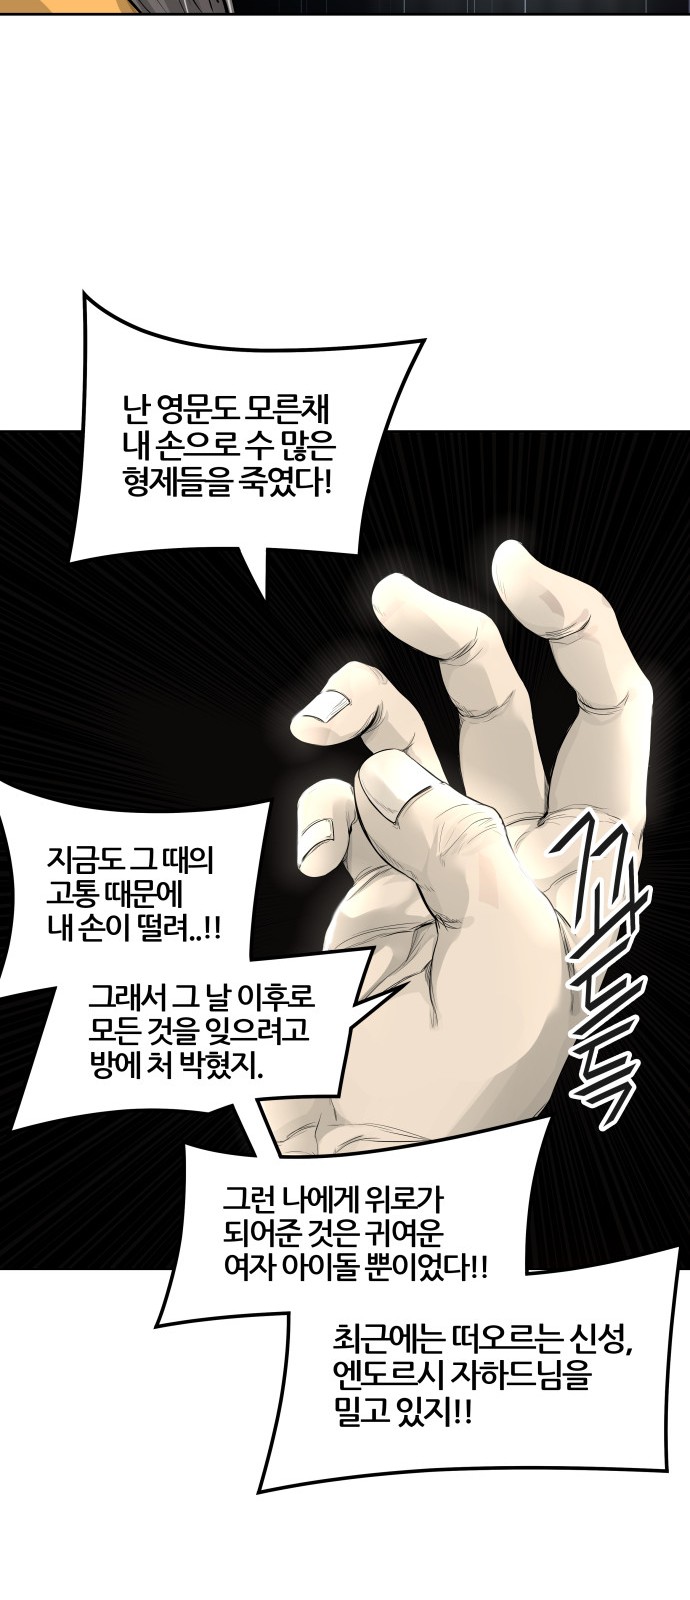 난 영문도 모른채
내 손으로 수 많은
형제들을 죽였다!
지금도 그 때의
고통 때문에
내 손이 떨려..!!
그래서 그 날 이후로
모든 것을 잊으려고
방에 처 박혔지.
꾸드득
그런 나에게 위로가
되어준 것은 귀여운
여자 아이돌 뿐이었다!!
최근에는 떠오르는 신성,
엔도르시 자하드님을
밀고 있지!!